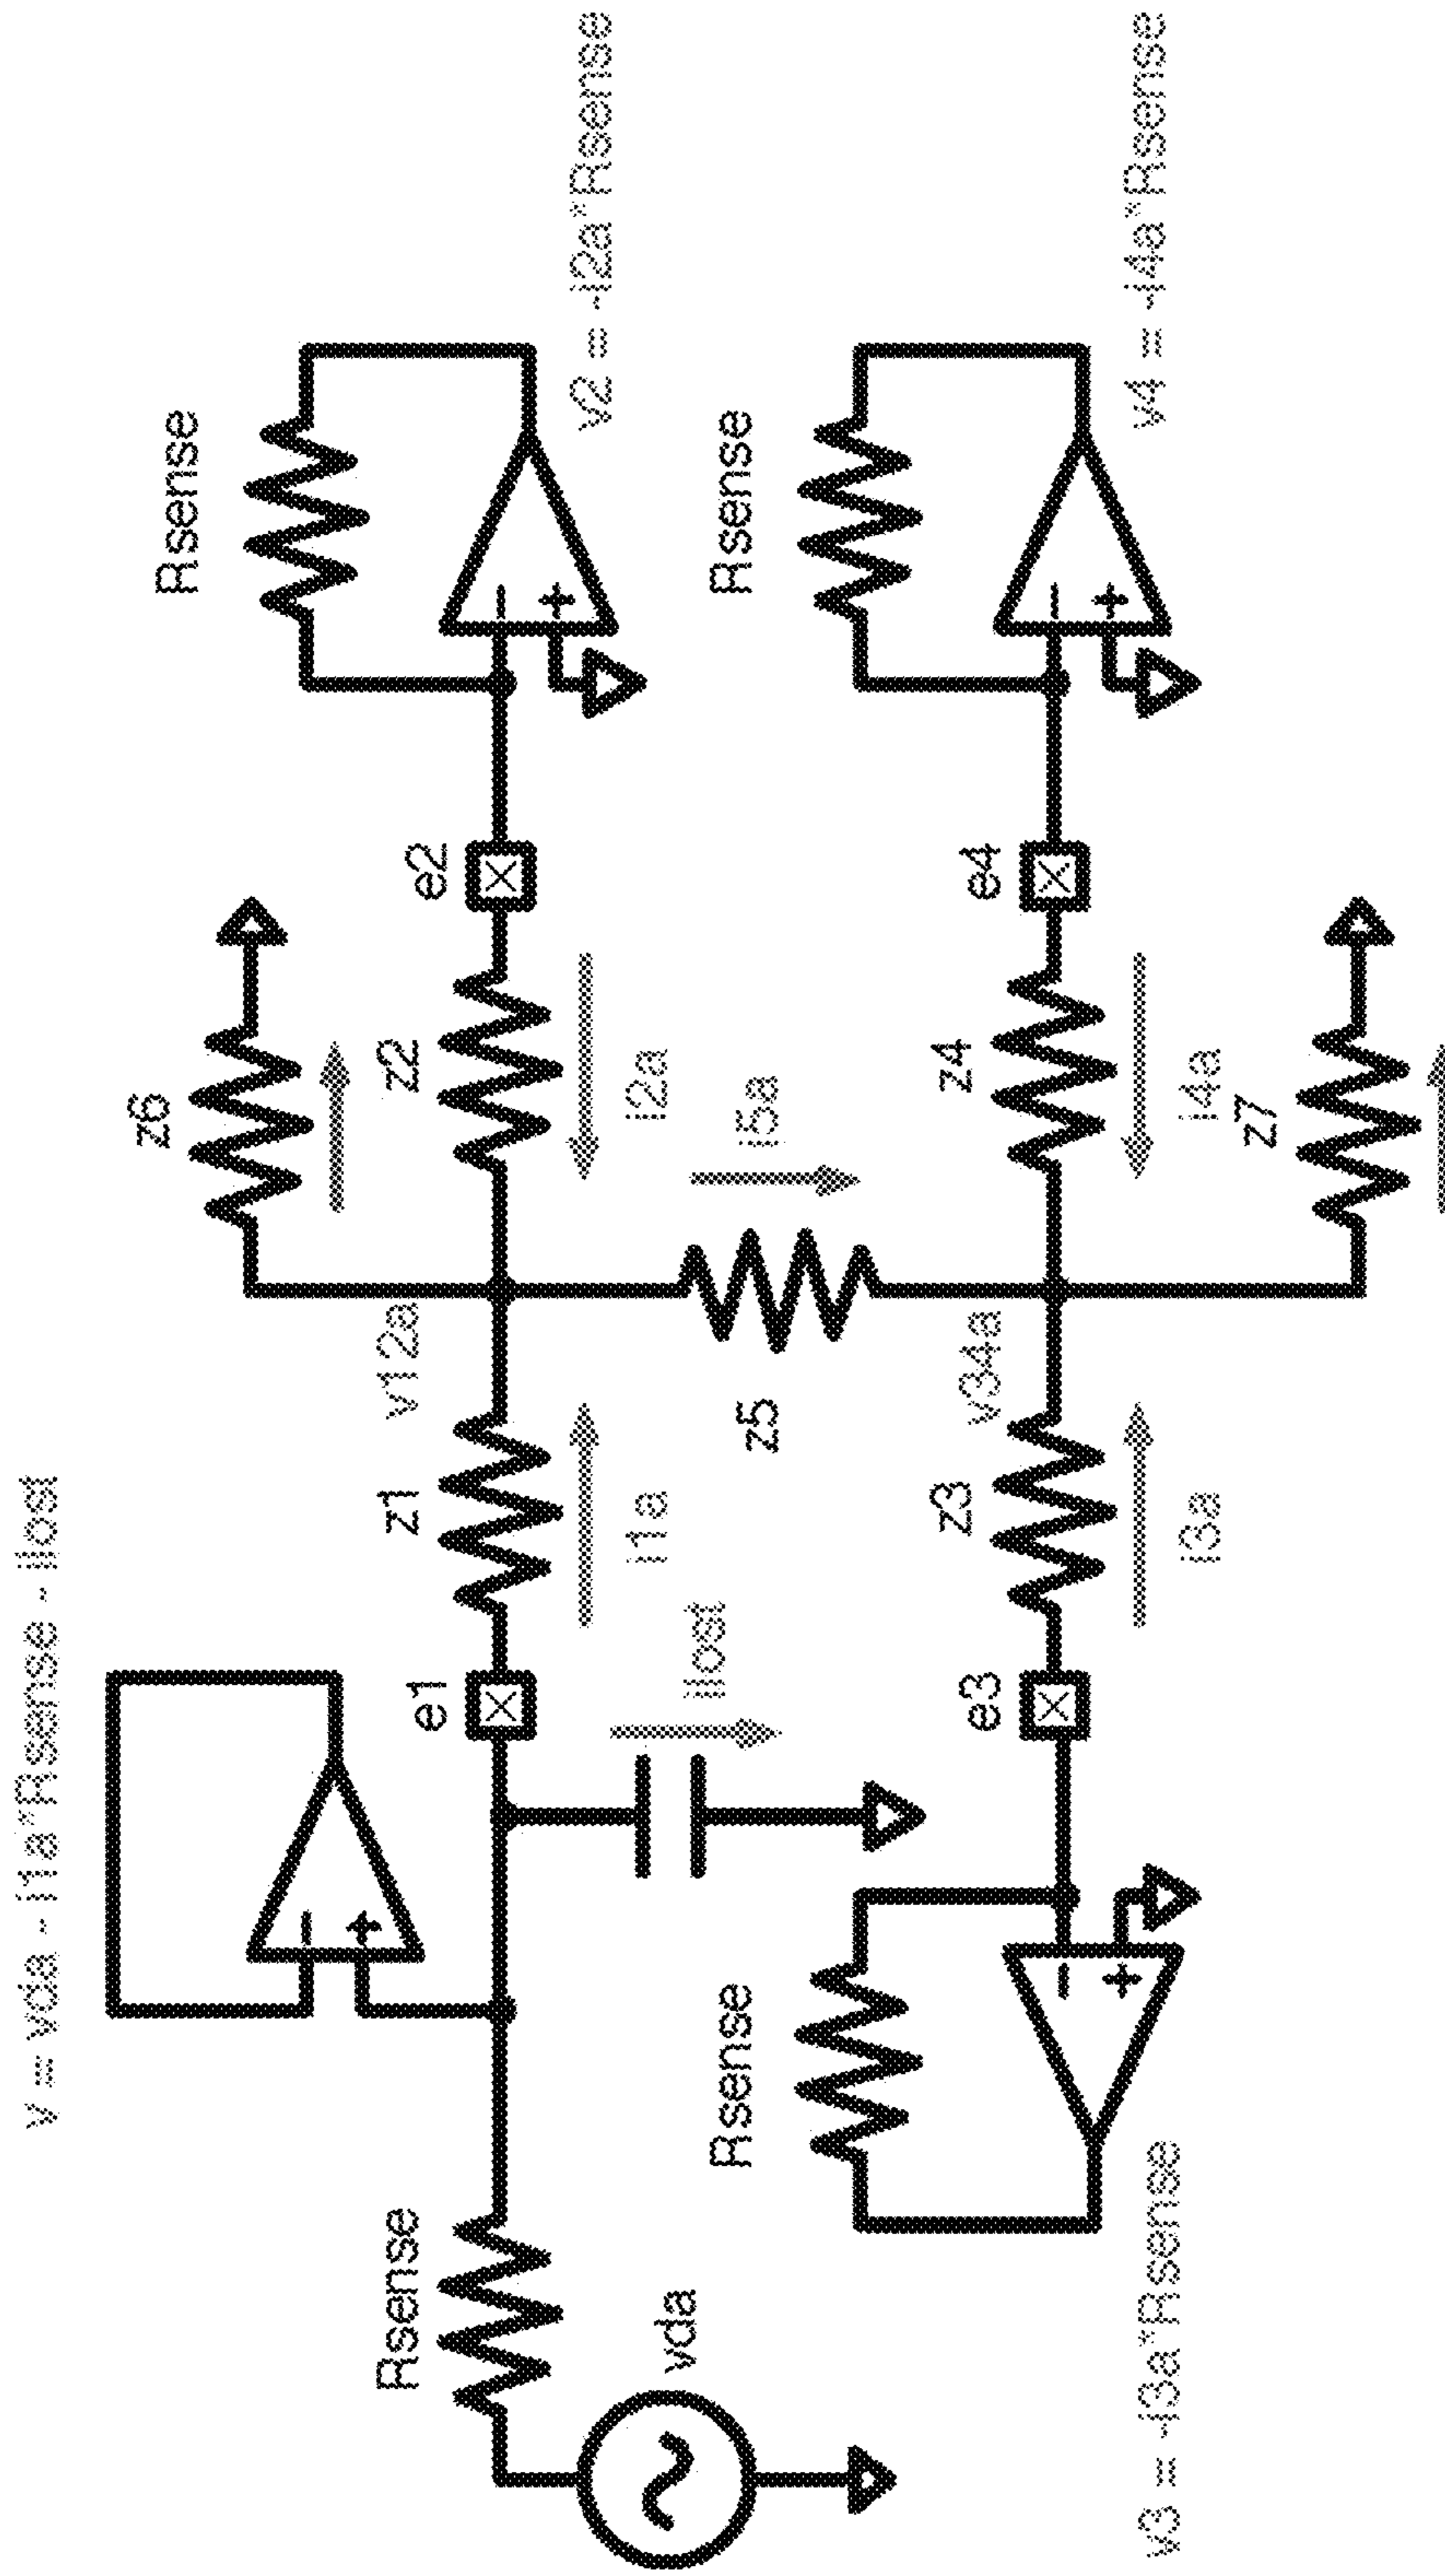 v = vda - i1a*Rsense - ilost
z6
Rsense
Rsense
z1
v12a
z2
e1
e2
- +
- +
vda
i1a
i2a
v2 = -i2a*Rsense
ilost
z5
i5a
Rsense
Rsense
z3
v34a
z4
e3
e4
- +
- +
v3 = -i3a*Rsense
i3a
i4a
v4 = -i4a*Rsense
z7